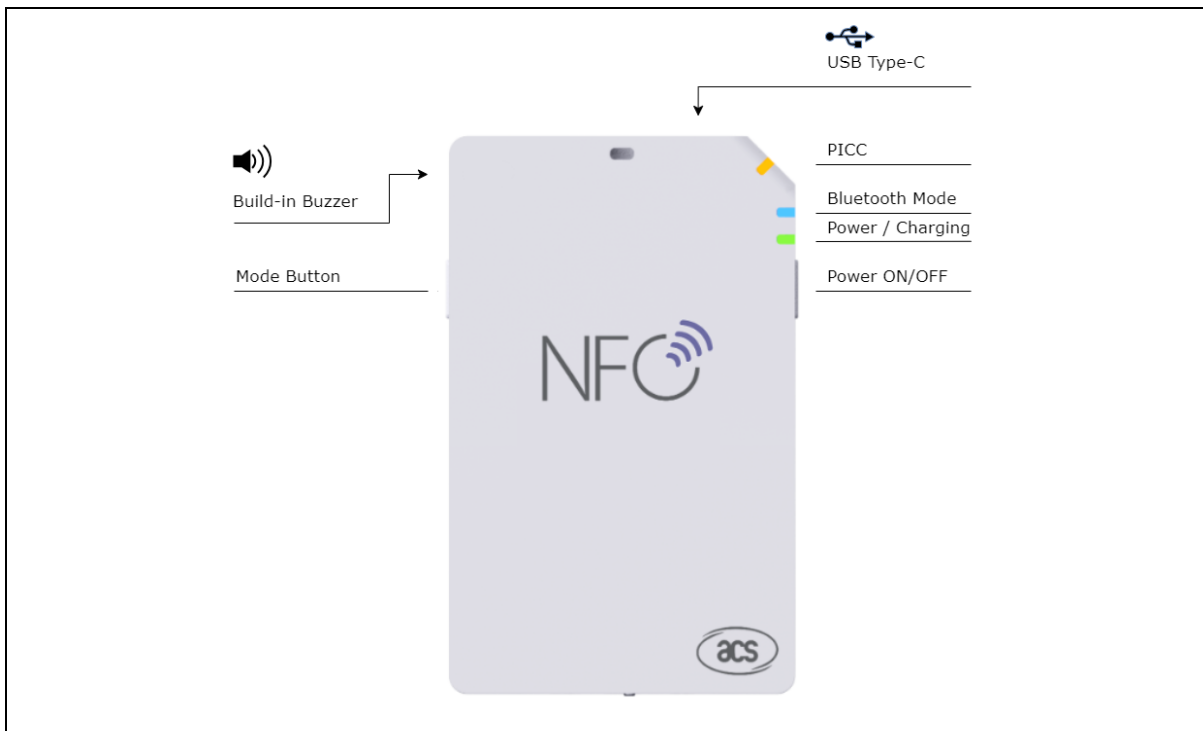 USB Type-C
PICC
Build-in Buzzer
Bluetooth Mode
Power / Charging
Mode Button
Power ON/OFF
NFC
acs